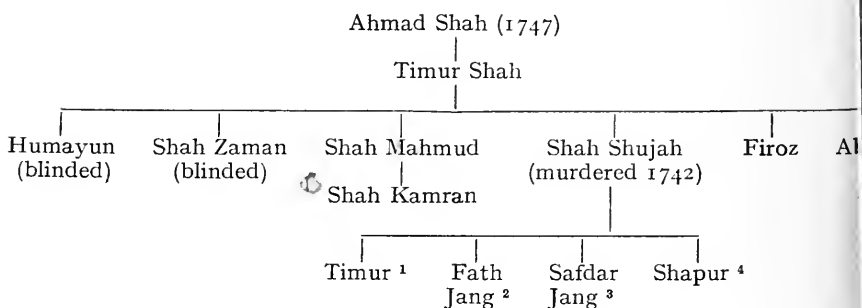 Ahmad Shah (1747)
Timur Shah
Humayun Shah Zaman Shah Mahmud Shah Shujah Firoz
(blinded) (blinded) (murdered 1742)
Shah Kamran
Timur ¹ Fath Safdar Shapur ⁴
Jang ² Jang ³